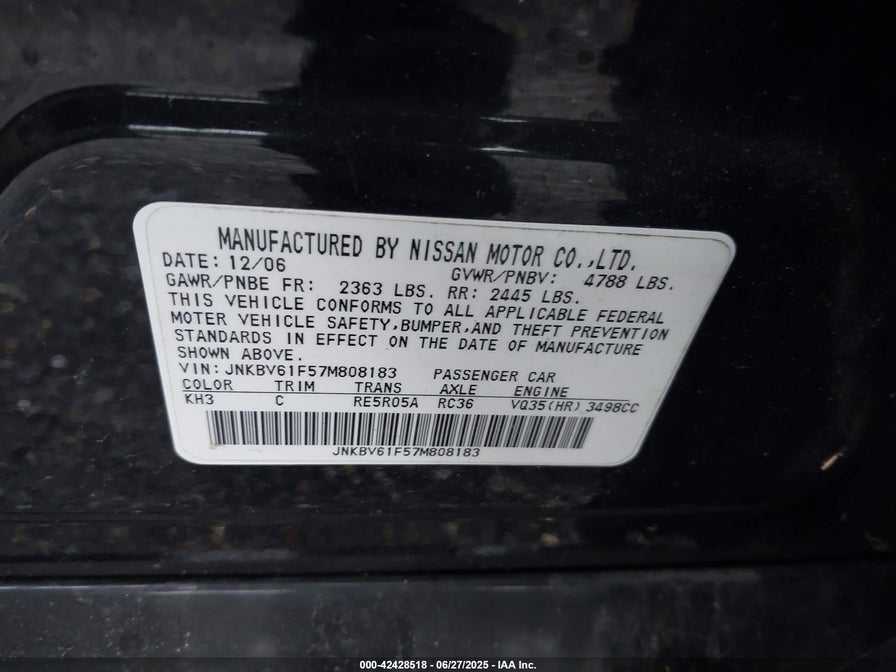 MANUFACTURED BY NISSAN MOTOR CO.,LTD.
DATE: 12/06 GVWR/PNBV: 4788 LBS.
GAWR/PNBE FR: 2363 LBS. RR: 2445 LBS.
THIS VEHICLE CONFORMS TO ALL APPLICABLE FEDERAL
MOTOR VEHICLE SAFETY,BUMPER,AND THEFT PREVENTION
STANDARDS IN EFFECT ON THE DATE OF MANUFACTURE
SHOWN ABOVE.
VIN: JNKBV61F57M808183 PASSENGER CAR
COLOR TRIM TRANS AXLE ENGINE
KH3 C RE5R05A RC36 VQ35(HR) 3498CC
JNKBV61F57M808183
000-42428518 - 06/27/2025 - IAA Inc.